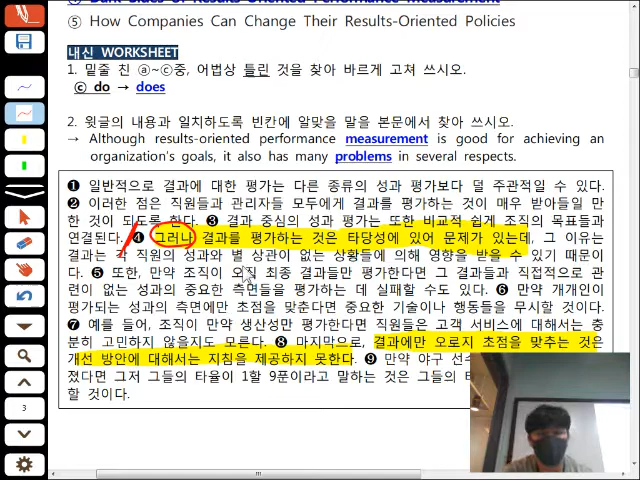 ④ Dark Sides of Results-Oriented Performance Measurement
⑤ How Companies Can Change Their Results-Oriented Policies
내신 WORKSHEET
1. 밑줄 친 ⓐ~ⓒ중, 어법상 틀린 것을 찾아 바르게 고쳐 쓰시오.
ⓒ do → does
2. 윗글의 내용과 일치하도록 빈칸에 알맞을 말을 본문에서 찾아 쓰시오.
→ Although results-oriented performance measurement is good for achieving an
organization's goals, it also has many problems in several respects.
❶ 일반적으로 결과에 대한 평가는 다른 종류의 성과 평가보다 덜 주관적일 수 있다.
❷ 이러한 점은 직원들과 관리자들 모두에게 결과를 평가하는 것이 매우 받아들일 만
한 것이 되도록 한다. ❸ 결과 중심의 성과 평가는 또한 비교적 쉽게 조직의 목표들과
연결된다. ❹ 그러나 결과를 평가하는 것은 타당성에 있어 문제가 있는데, 그 이유는
결과는 각 직원의 성과와 별 상관이 없는 상황들에 의해 영향을 받을 수 있기 때문이
다. ❺ 또한, 만약 조직이 오직 최종 결과들만 평가한다면 그 결과들과 직접적으로 관
련이 없는 성과의 중요한 측면들을 평가하는 데 실패할 수도 있다. ❻ 만약 개개인이
평가되는 성과의 측면에만 초점을 맞춘다면 중요한 기술이나 행동들을 무시할 것이다.
❼ 예를 들어, 조직이 만약 생산성만 평가한다면 직원들은 고객 서비스에 대해서는 충
분히 고민하지 않을지도 모른다. ❽ 마지막으로, 결과에만 오로지 초점을 맞추는 것은
개선 방안에 대해서는 지침을 제공하지 못한다. ❾ 만약 야구 선수
졌다면 그저 그들의 타율이 1할 9푼이라고 말하는 것은 그들의
할 것이다.
3